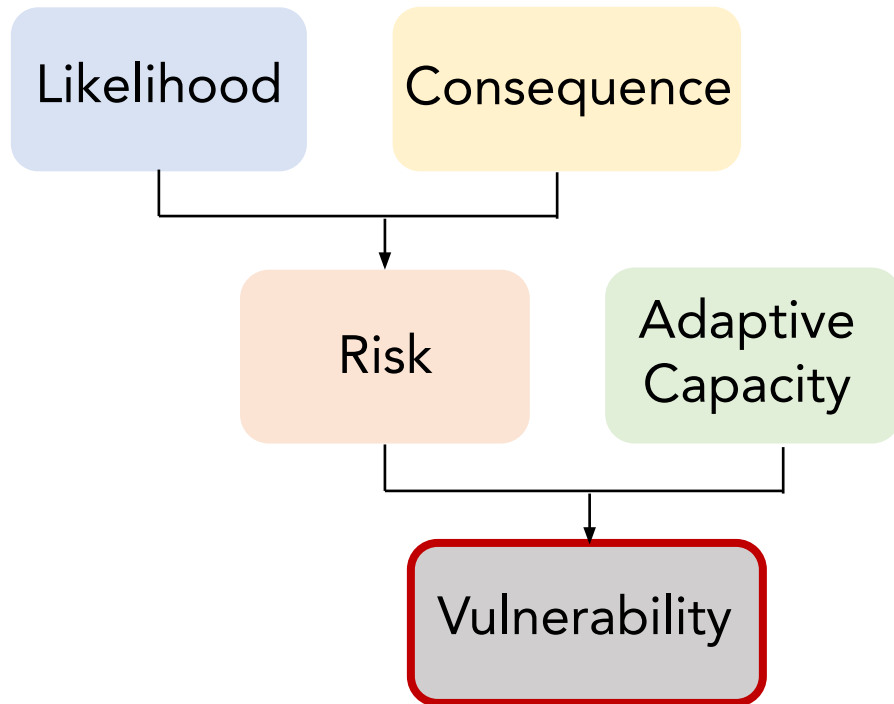 Likelihood
Consequence
Risk
Adaptive
Capacity
Vulnerability